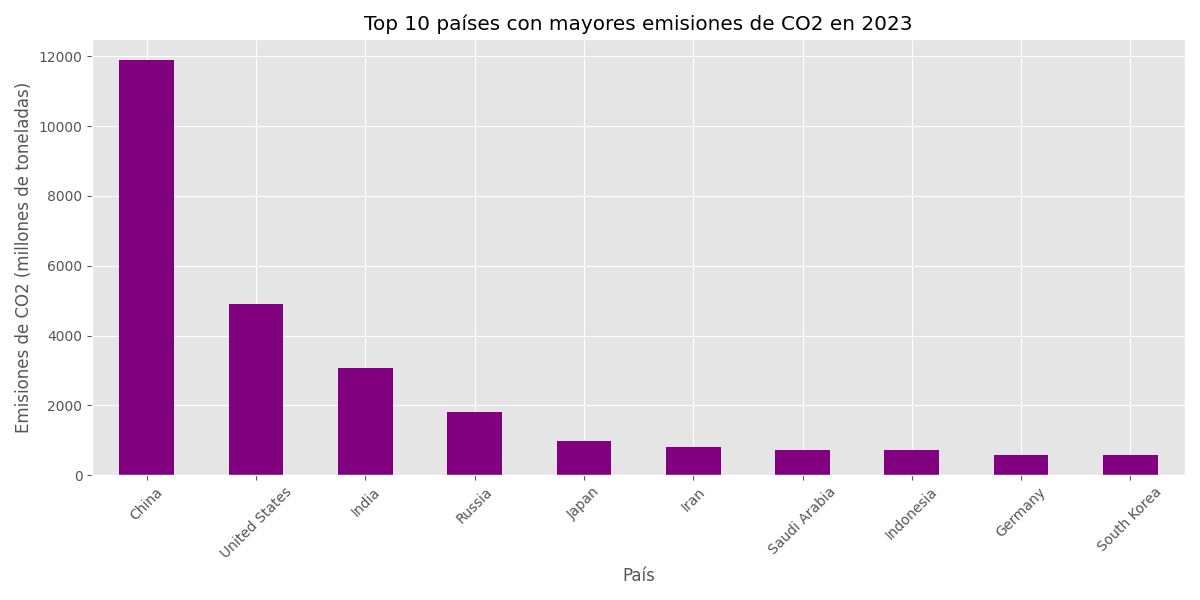 Top 10 países con mayores emisiones de CO2 en 2023
Emisiones de CO2 (millones de toneladas)
12000
10000
8000
6000
4000
2000
0
China
United States
India
Russia
Japan
Iran
Saudi Arabia
Indonesia
Germany
South Korea
País